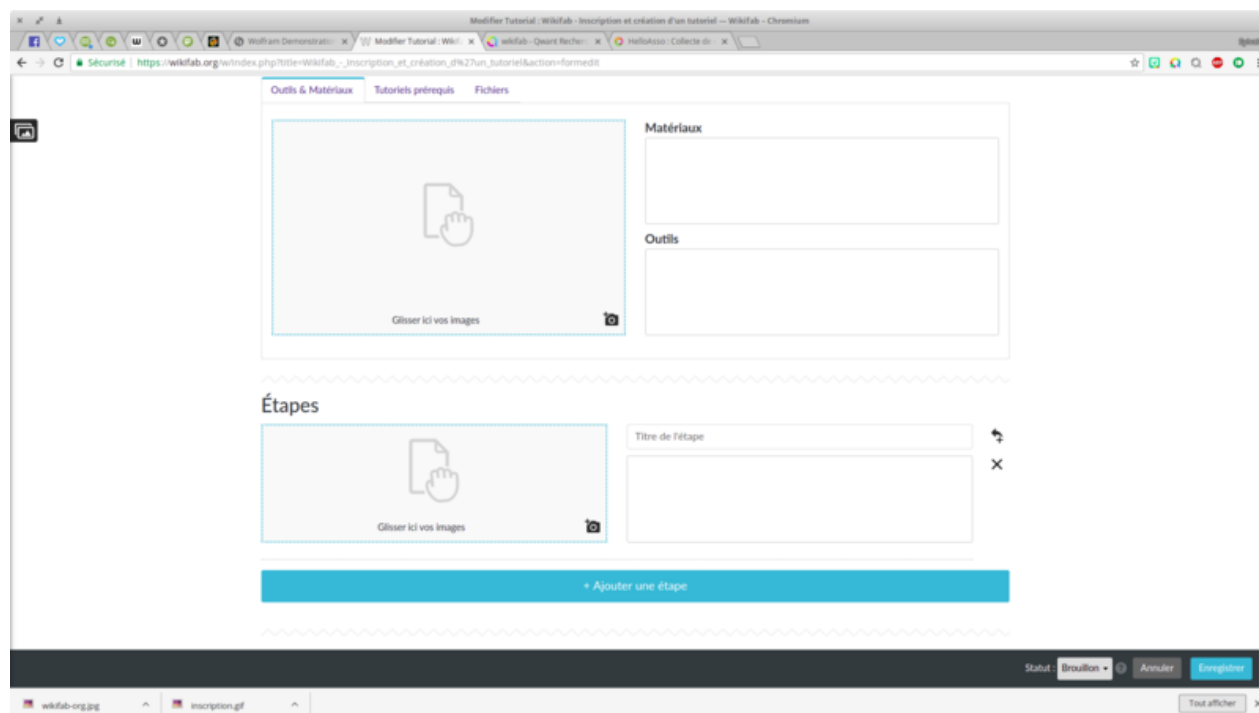 Modifier Tutorial : Wikifab - Inscription et création d'un tutoriel — Wikifab - Chromium
Wolfram Demonstratio
Modifier Tutorial : Wiki
wikifab - Qwant Recher
HelloAsso : Collecte de
Sécurisé | https://wikifab.org/w/index.php?title=Wikifab_-_Inscription_et_création_d%27un_tutoriel&action=formedit
Outils & Matériaux Tutoriels prérequis Fichiers
Matériaux
Outils
Glisser ici vos images
Étapes
Titre de l'étape
Glisser ici vos images
+ Ajouter une étape
Statut : Brouillon Annuler Enregistrer
wikifab-org.jpg inscription.gif Tout afficher